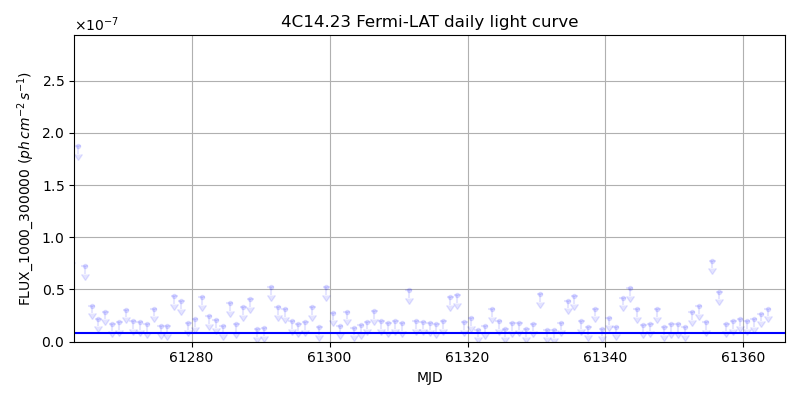 4C14.23 Fermi-LAT daily light curve
×10⁻⁷
FLUX_1000_300000 (ph cm⁻² s⁻¹)
2.5
2.0
1.5
1.0
0.5
0.0
61280 61300 61320 61340 61360
MJD